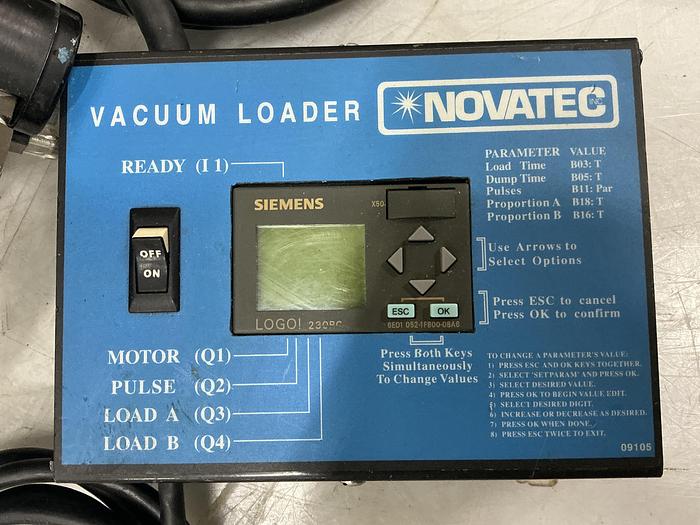 VACUUM LOADER
NOVATEC INC
READY (I 1)
PARAMETER VALUE
Load Time B03: T
Dump Time B05: T
Pulses B11: Par
Proportion A B18: T
Proportion B B16: T
SIEMENS
X50
OFF
ON
Use Arrows to
Select Options
ESC OK
Press ESC to cancel
Press OK to confirm
LOGO! 230RC
6ED1 052-1FB00-0BA6
MOTOR (Q1)
PULSE (Q2)
LOAD A (Q3)
LOAD B (Q4)
Press Both Keys
Simultaneously
To Change Values
TO CHANGE A PARAMETER'S VALUE:
1) PRESS ESC AND OK KEYS TOGETHER.
2) SELECT 'SETPARAM' AND PRESS OK.
3) SELECT DESIRED VALUE.
4) PRESS OK TO BEGIN VALUE EDIT.
5) SELECT DESIRED DIGIT.
6) INCREASE OR DECREASE AS DESIRED.
7) PRESS OK WHEN DONE.
8) PRESS ESC TWICE TO EXIT.
09105